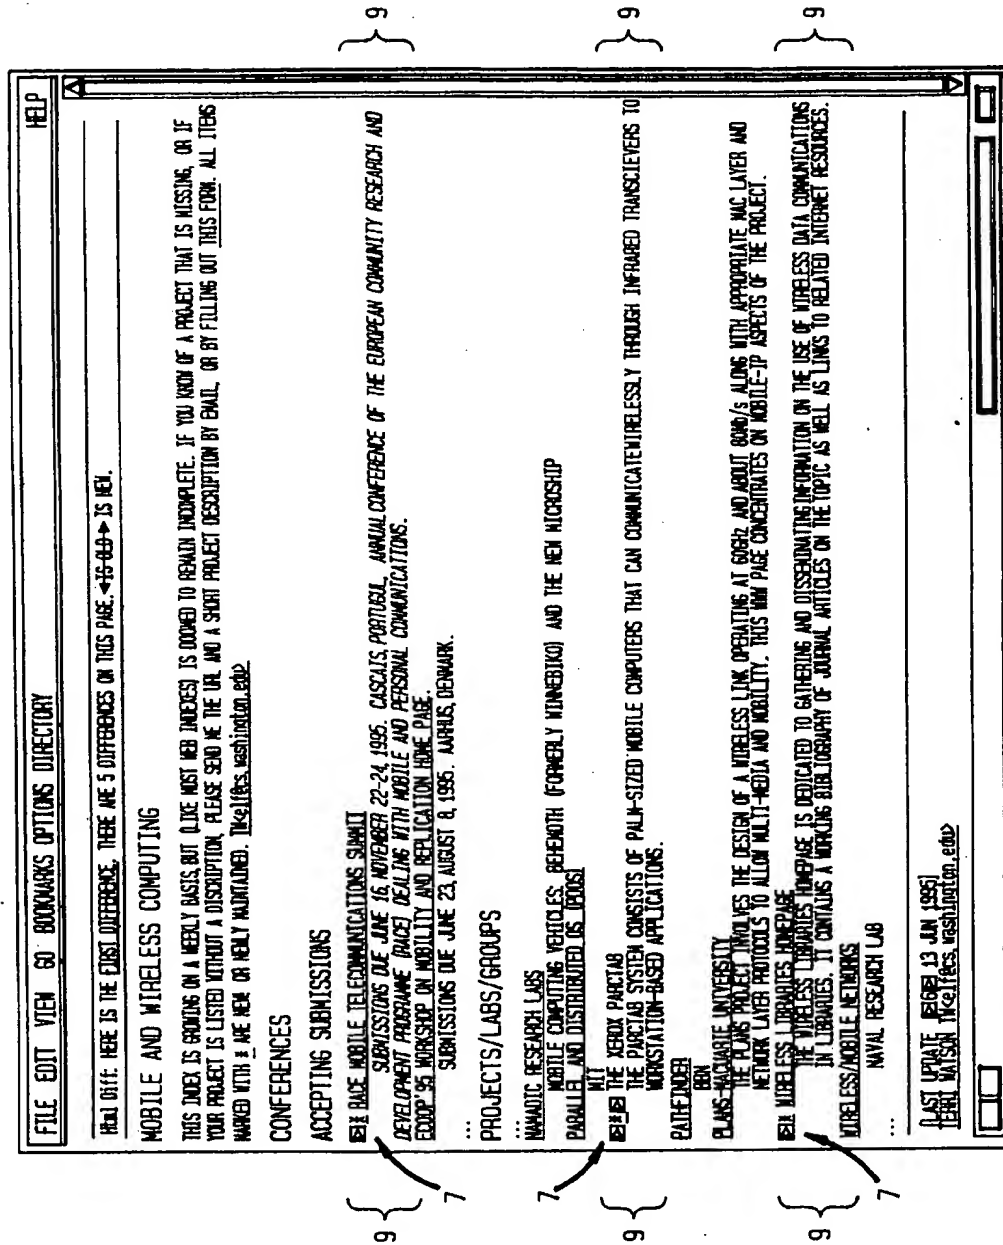 FILE EDIT VIEW GO BOOKMARKS OPTIONS DIRECTORY HELP
Html Diff: HERE IS THE FIRST DIFFERENCE, THERE ARE 5 DIFFERENCES ON THIS PAGE. IS OLD IS NEW.
MOBILE AND WIRELESS COMPUTING
THIS INDEX IS GROWING ON A WEEKLY BASIS, BUT (LIKE MOST WEB INDEXES) IS DOOMED TO REMAIN INCOMPLETE. IF YOU KNOW OF A PROJECT THAT IS MISSING, OR IF
YOUR PROJECT IS LISTED WITHOUT A DISCRIPTION, PLEASE SEND ME THE URL AND A SHORT PROJECT DESCRIPTION BY EMAIL, OR BY FILLING OUT THIS FORM. ALL ITEMS
MARKED WITH * ARE NEW OR NEWLY MAINTAINED.
CONFERENCES
ACCEPTING SUBMISSIONS
* RACE MOBILE TELECOMMUNICATIONS SUMMIT
SUBMISSIONS DUE JUNE 16, NOVEMBER 22-24, 1995. CASCAIS, PORTUGUL, ANNUAL CONFERENCE OF THE EUROPEAN COMMUNITY RESEARCH AND
DEVELOPMENT PROGRAMME (RACE) DEALING WITH MOBILE AND PERSONAL COMMUNICATIONS.
ECOOP'95 WORKSHOP ON MOBILITY AND REPLICATION HOME PAGE.
SUBMISSIONS DUE JUNE 23, AUGUST 8, 1995. AARHUS, DENMARK.
...
PROJECTS/LABS/GROUPS
...
NAMADIC RESEARCH LABS
MOBILE COMPUTING VEHICLES: BEHEMOTH (FORMERLY WINNEBIKO) AND THE NEW MICROSHIP
PARALLEL AND DISTRIBUTED OS (PDOS)
MIT
* THE XEROX PARCTAB
THE PARCTAB SYSTEM CONSISTS OF PALM-SIZED MOBILE COMPUTERS THAT CAN COMMUNICATE WIRELESSLY THROUGH INFRARED TRANSCIEVERS TO
WORKSTATION-BASED APPLICATIONS.
PATHFINDER
BBN
PLANS-MACUARIE UNIVERSITY
THE PLANS PROJECT INVOLVES THE DESIGN OF A WIRELESS LINK OPERATING AT 60GHz AND ABOUT 80Mb/s ALONG WITH APPROPRIATE MAC LAYER AND
NETWORK LAYER PROTOCOLS TO ALLOW MULTI-MEDIA AND MOBILITY. THIS WWW PAGE CONCENTRATES ON MOBILE-IP ASPECTS OF THE PROJECT.
* WIRELESS LIBRARIES HOMEPAGE
THE WIRELESS LIBRARIES HOMEPAGE IS DEDICATED TO GATHERING AND DISSEMINATING INFORMATION ON THE USE OF WIRELESS DATA COMMUNICATIONS
IN LIBRARIES. IT CONTAINS A WORKING BIBLIOGRAPHY OF JOURNAL ARTICLES ON THE TOPIC AS WELL AS LINKS TO RELATED INTERNET RESOURCES.
WIRELESS/MOBILE NETWORKS
NAVAL RESEARCH LAB
...
[LAST UPDATE 13 JUN 1995]
TERRI WATSON
7
7
7
9
9
9
9
9
9